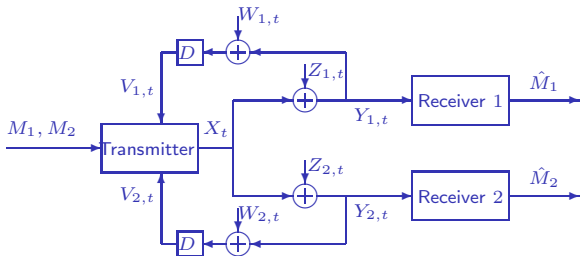 W_{1,t}
D
V_{1,t}
Z_{1,t}
\hat{M}_1
M_1, M_2
X_t
Y_{1,t}
Receiver 1
Transmitter
V_{2,t}
Z_{2,t}
\hat{M}_2
Y_{2,t}
Receiver 2
W_{2,t}
D